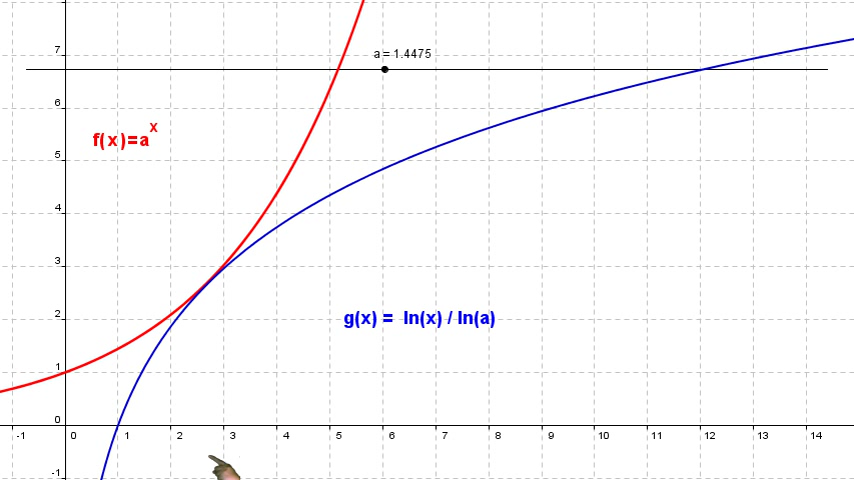 7
a = 1.4475
6
f(x)=a^x
5
4
3
g(x) = ln(x) / ln(a)
2
1
0
-1 0 1 2 3 4 5 6 7 8 9 10 11 12 13 14
-1